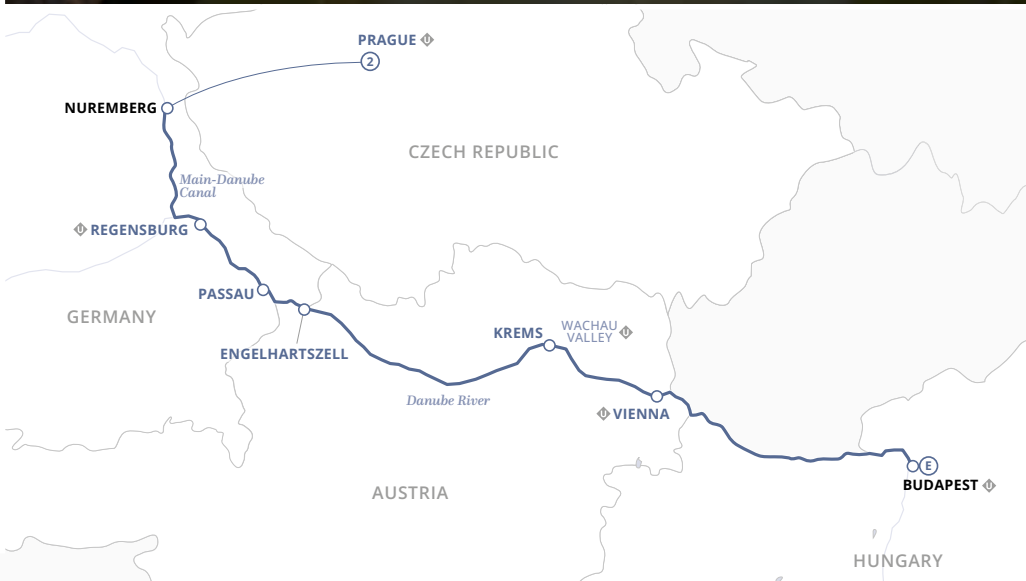 PRAGUE U
2
NUREMBERG
CZECH REPUBLIC
Main-Danube
Canal
U REGENSBURG
PASSAU
GERMANY
ENGELHARTSZELL
KREMS
WACHAU
VALLEY U
Danube River
U VIENNA
E
BUDAPEST U
AUSTRIA
HUNGARY